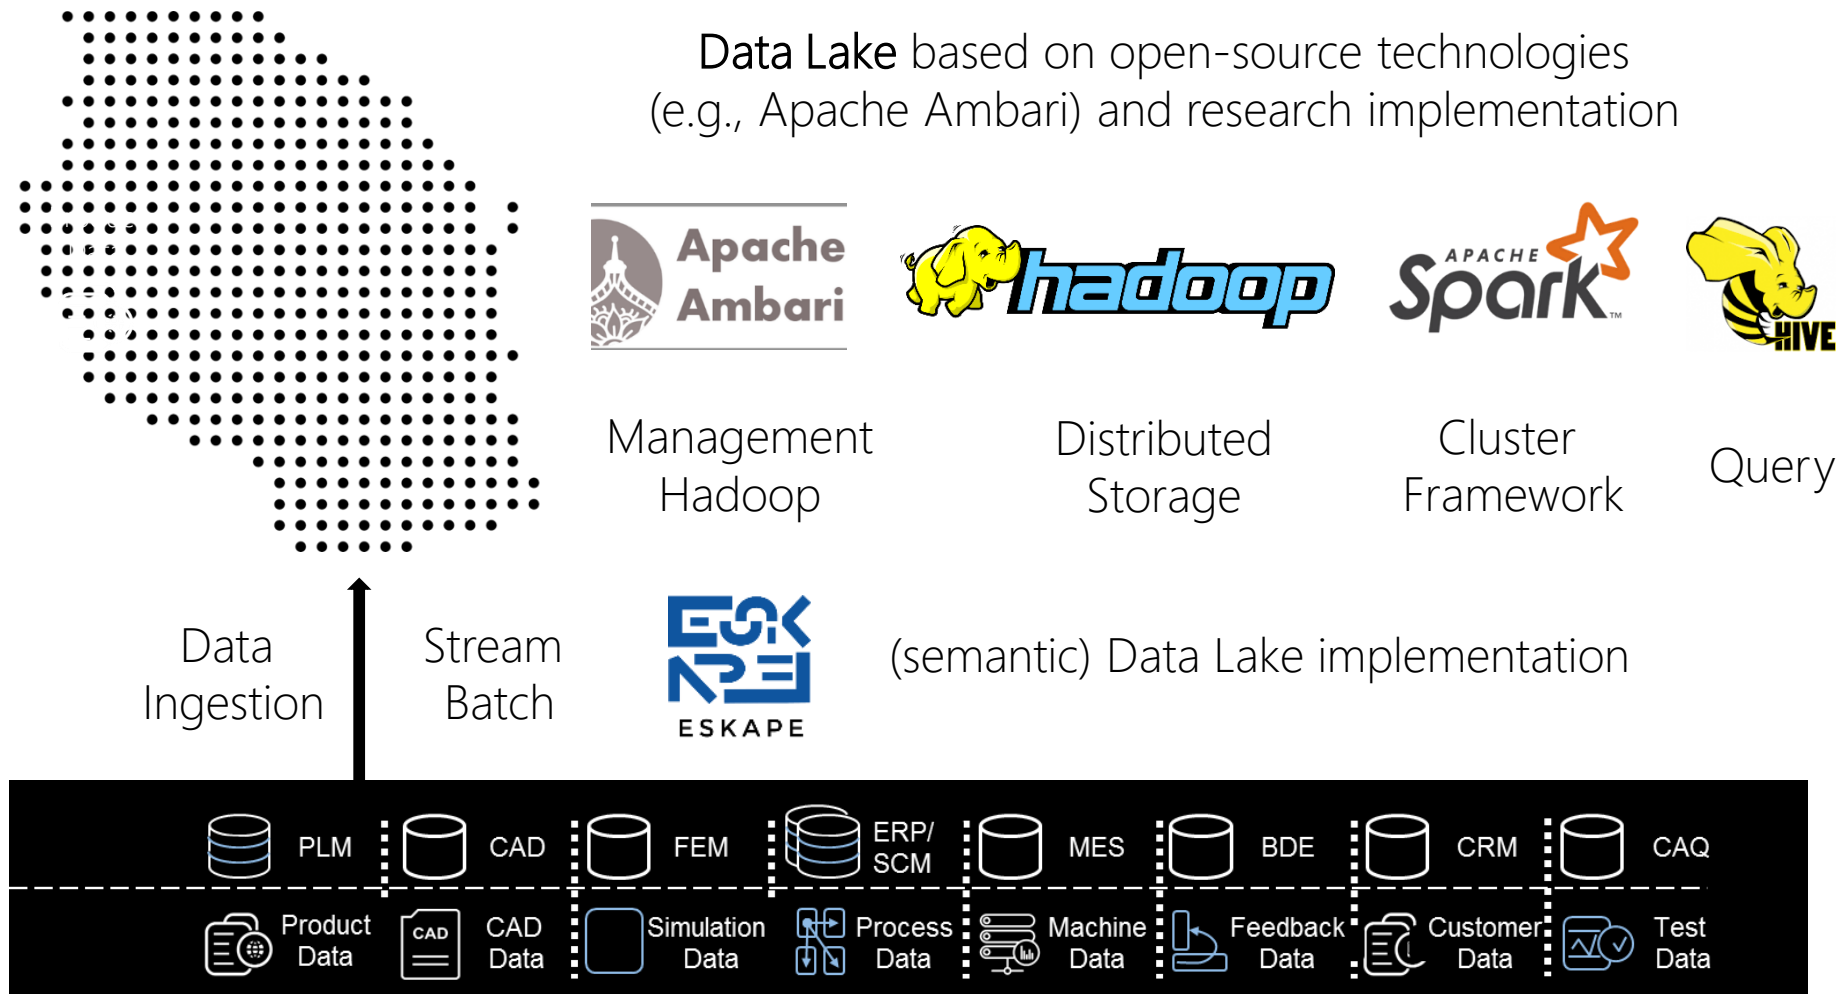 Data Lake based on open-source technologies
(e.g., Apache Ambari) and research implementation
Apache
Ambari
hadoop
APACHE
Spark
TM
HIVE
Management
Hadoop
Distributed
Storage
Cluster
Framework
Query
Data
Ingestion
Stream
Batch
ESKAPE
ESKAPE
(semantic) Data Lake implementation
PLM
CAD
FEM
ERP/
SCM
MES
BDE
CRM
CAQ
Product
Data
CAD
CAD
Data
Simulation
Data
Process
Data
Machine
Data
Feedback
Data
Customer
Data
Test
Data